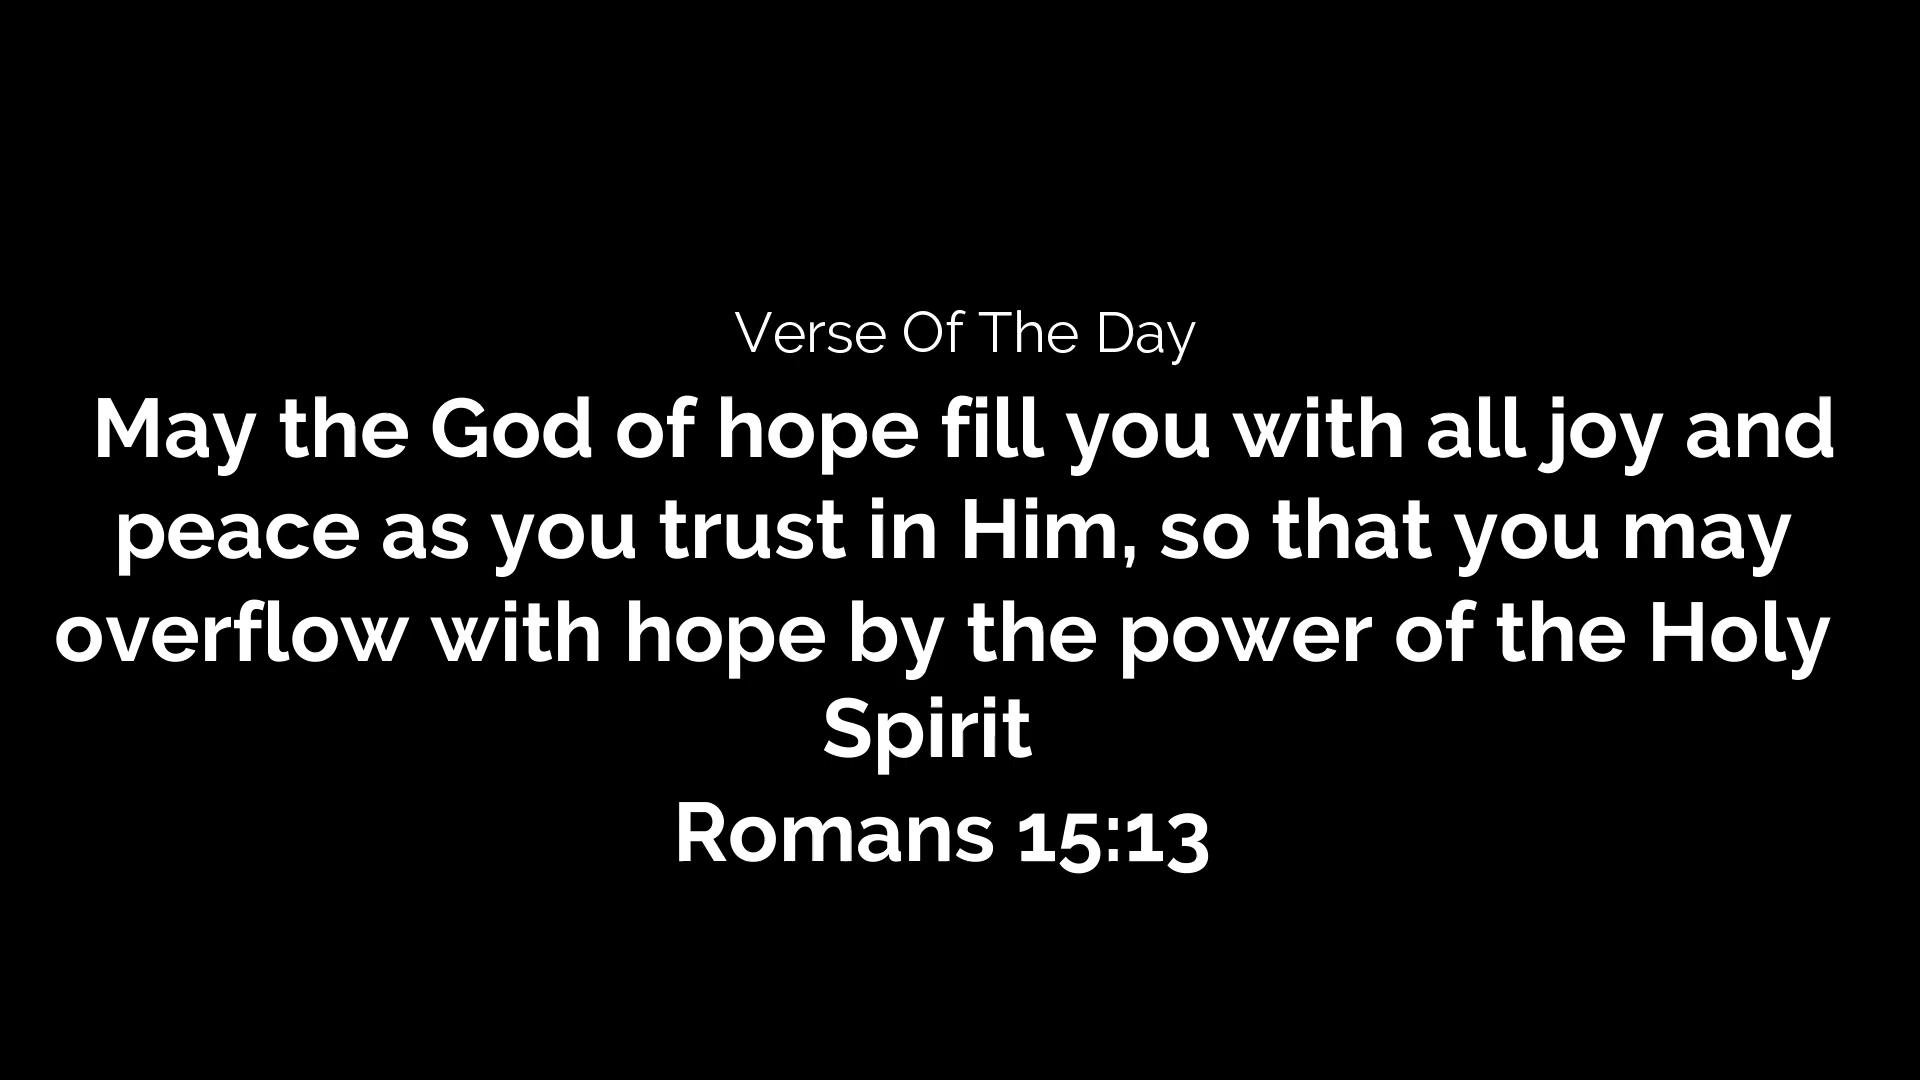 Verse Of The Day
May the God of hope fill you with all joy and
peace as you trust in Him, so that you may
overflow with hope by the power of the Holy
Spirit
Romans 15:13